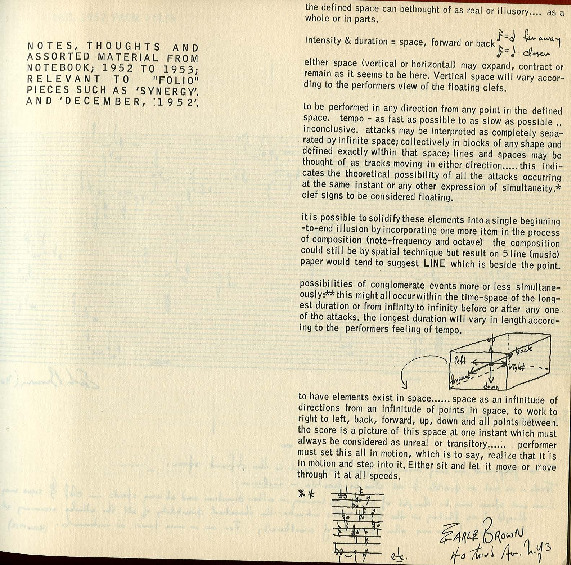 NOTES, THOUGHTS AND
ASSORTED MATERIAL FROM
NOTEBOOK; 1952 TO 1953;
RELEVANT TO "FOLIO"
PIECES SUCH AS 'SYNERGY'.
AND 'DECEMBER, '1952'.
the defined space can bethought of as real or illusory.... as a
whole or in parts.
intensity & duration = space, forward or back
far away
closer
either space (vertical or horizontal) may expand, contract or
remain as it seems to be here. Vertical space will vary accor-
ding to the performers view of the floating clefs.
to be performed in any direction from any point in the defined
space. tempo - as fast as possible to as slow as possible ..
inconclusive. attacks may be interpreted as completely sepa-
rated by infinite space; collectively in blocks of any shape and
defined exactly within that space; lines and spaces may be
thought of as tracks moving in either direction..... this indi-
cates the theoretical possibility of all the attacks occurring
at the same instant or any other expression of simultaneity.*
clef signs to be considered floating.
it is possible to solidify these elements into a single beginning
-to-end illusion by incorporating one more item in the process
of composition (note-frequency and octave) the composition
could still be by spatial technique but result on 5 line (music)
paper would tend to suggest LINE which is beside the point.
possibilities of conglomerate events more or less simultane-
ously;** this might all occur within the time-space of the long-
est duration or from infinity to infinity before or after any one
of the attacks. the longest duration will vary in length accord-
ing to the performers feeling of tempo.
up
back
left
right
down
to have elements exist in space...... space as an infinitude of
directions from an infinitude of points in space, to work to
right to left, back, forward, up, down and all points between.
the score is a picture of this space at one instant which must
always be considered as unreal or transitory...... performer
must set this all in motion, which is to say, realize that it is
in motion and step into it. Either sit and let it move or move
through it at all speeds.
**
etc.
EARLE BROWN